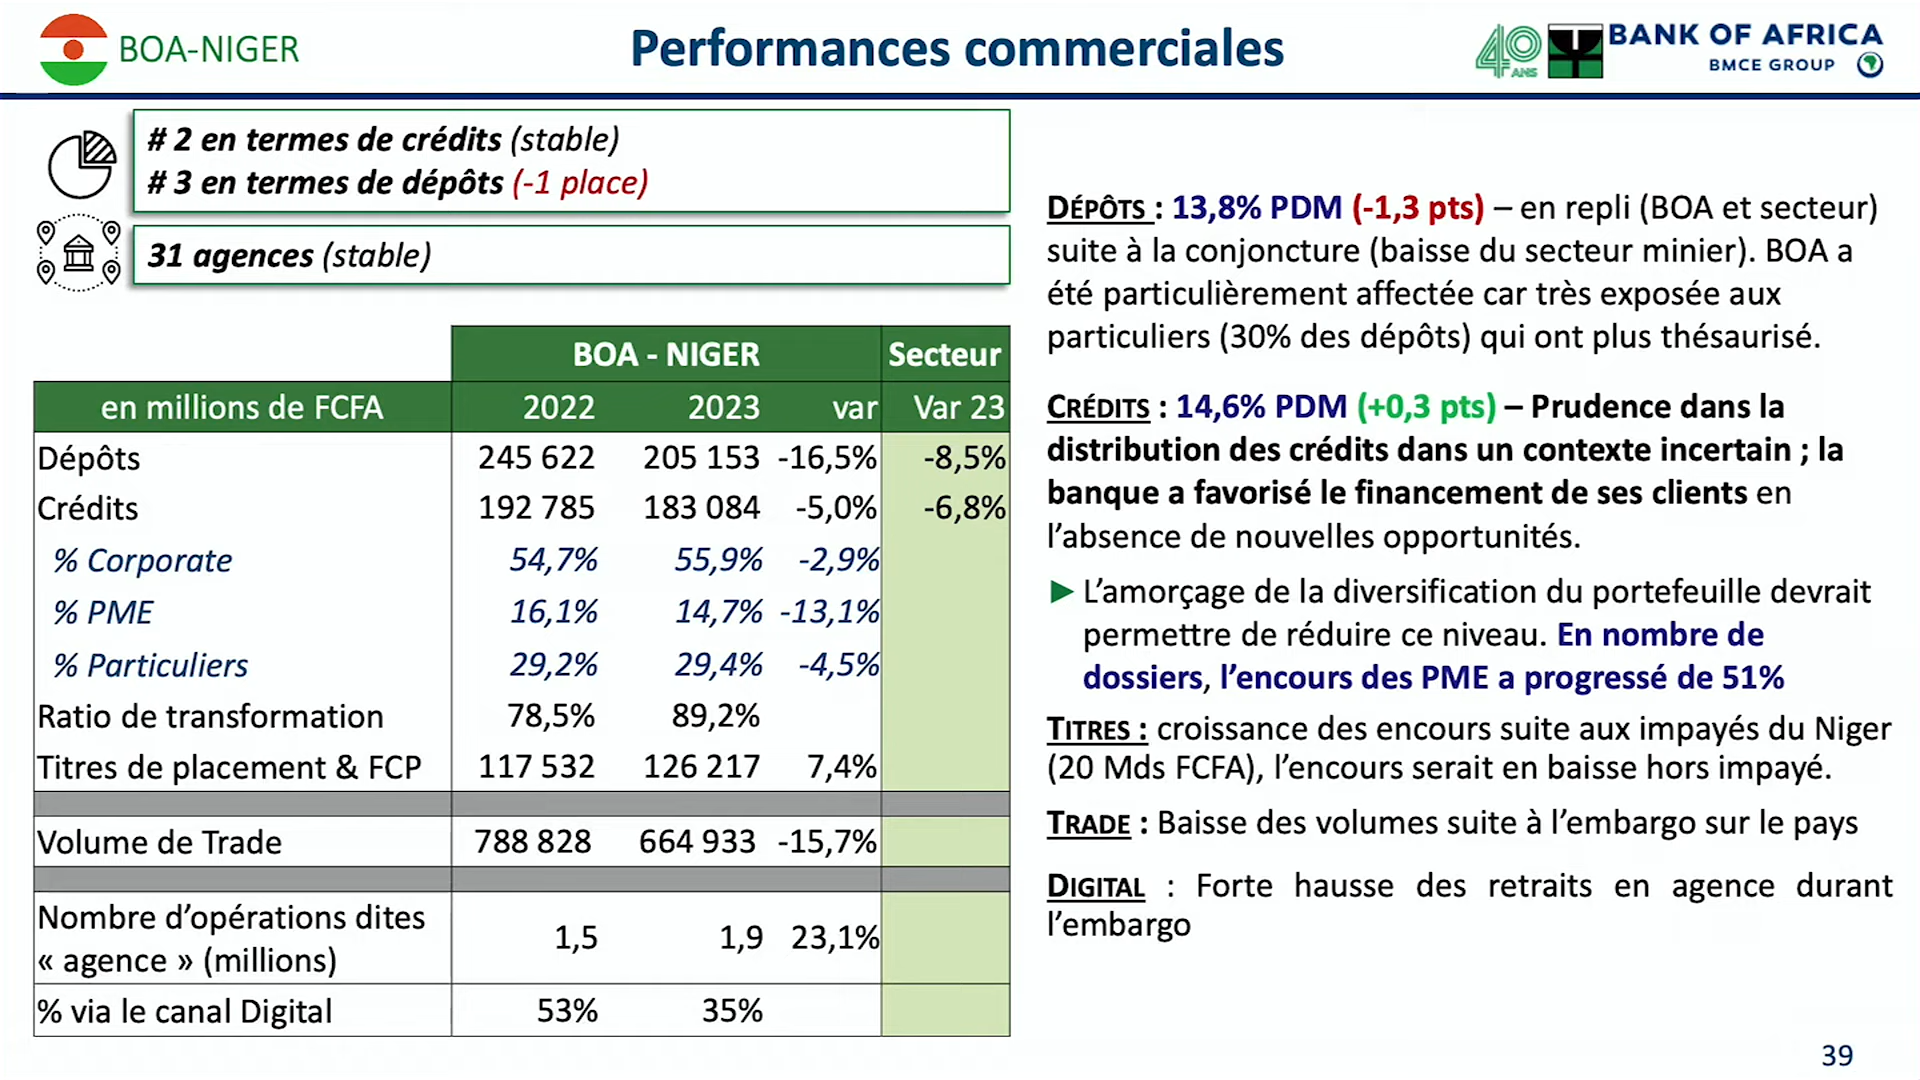 BOA-NIGER
Performances commerciales
40 ANS
BANK OF AFRICA
BMCE GROUP
# 2 en termes de crédits (stable)
# 3 en termes de dépôts (-1 place)
31 agences (stable)
BOA - NIGER Secteur
en millions de FCFA 2022 2023 var Var 23
Dépôts 245 622 205 153 -16,5% -8,5%
Crédits 192 785 183 084 -5,0% -6,8%
% Corporate 54,7% 55,9% -2,9%
% PME 16,1% 14,7% -13,1%
% Particuliers 29,2% 29,4% -4,5%
Ratio de transformation 78,5% 89,2%
Titres de placement & FCP 117 532 126 217 7,4%
Volume de Trade 788 828 664 933 -15,7%
Nombre d’opérations dites
« agence » (millions) 1,5 1,9 23,1%
% via le canal Digital 53% 35%
DÉPÔTS : 13,8% PDM (-1,3 pts) – en repli (BOA et secteur)
suite à la conjoncture (baisse du secteur minier). BOA a
été particulièrement affectée car très exposée aux
particuliers (30% des dépôts) qui ont plus thésaurisé.
CRÉDITS : 14,6% PDM (+0,3 pts) – Prudence dans la
distribution des crédits dans un contexte incertain ; la
banque a favorisé le financement de ses clients en
l’absence de nouvelles opportunités.
► L’amorçage de la diversification du portefeuille devrait
permettre de réduire ce niveau. En nombre de
dossiers, l’encours des PME a progressé de 51%
TITRES : croissance des encours suite aux impayés du Niger
(20 Mds FCFA), l’encours serait en baisse hors impayé.
TRADE : Baisse des volumes suite à l’embargo sur le pays
DIGITAL : Forte hausse des retraits en agence durant
l’embargo
39